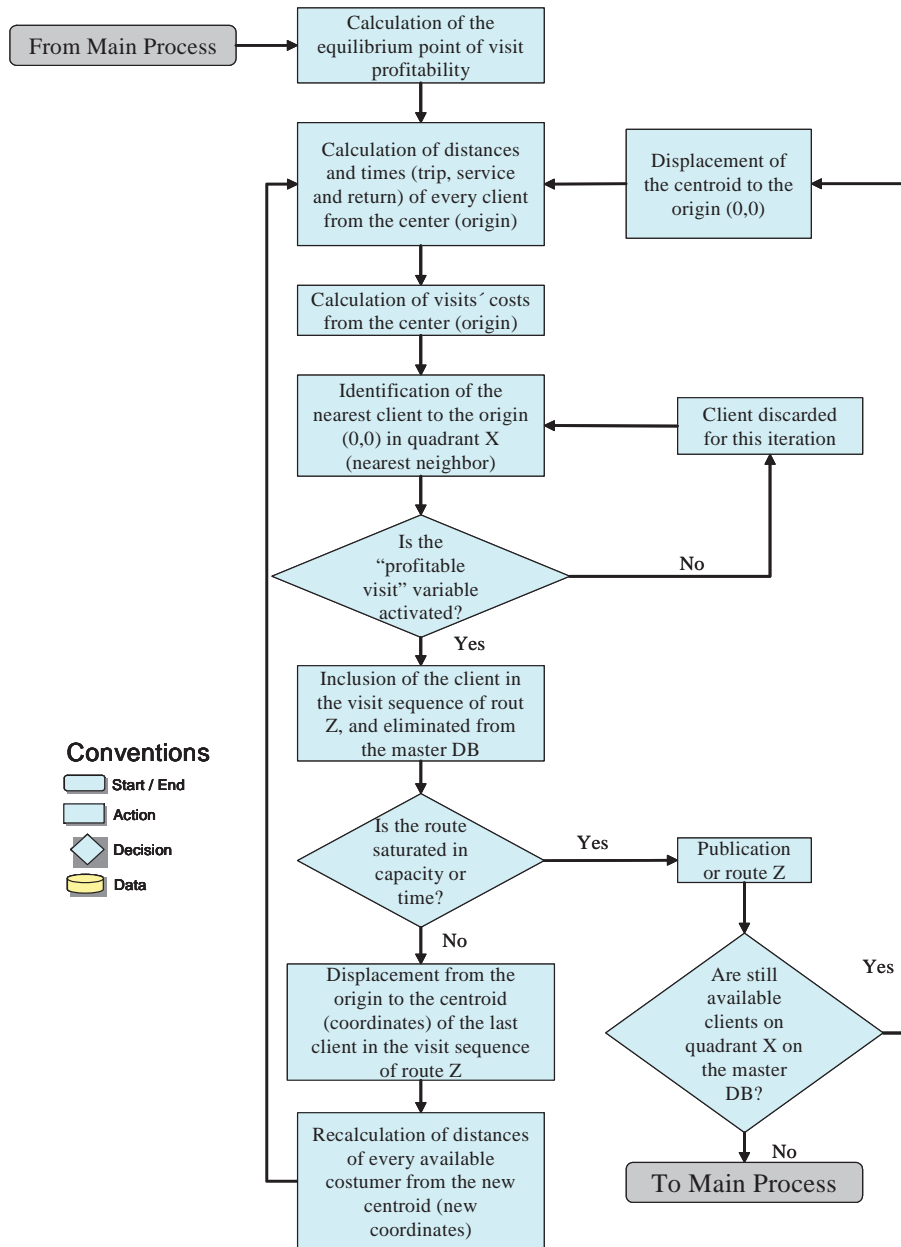 From Main Process
Calculation of the
equilibrium point of visit
profitability
Calculation of distances
and times (trip, service
and return) of every client
from the center (origin)
Displacement of
the centroid to the
origin (0,0)
Calculation of visits´ costs
from the center (origin)
Identification of the
nearest client to the origin
(0,0) in quadrant X
(nearest neighbor)
Client discarded
for this iteration
Is the
“profitable
visit” variable
activated?
No
Yes
Inclusion of the client in
the visit sequence of rout
Z, and eliminated from
the master DB
Conventions
Start / End
Action
Decision
Data
Is the route
saturated in
capacity or
time?
Yes
Publication
or route Z
No
Displacement from the
origin to the centroid
(coordinates) of the last
client in the visit sequence
of route Z
Are still
available
clients on
quadrant X on
the master
DB?
Yes
No
Recalculation of distances
of every available
costumer from the new
centroid (new
coordinates)
To Main Process